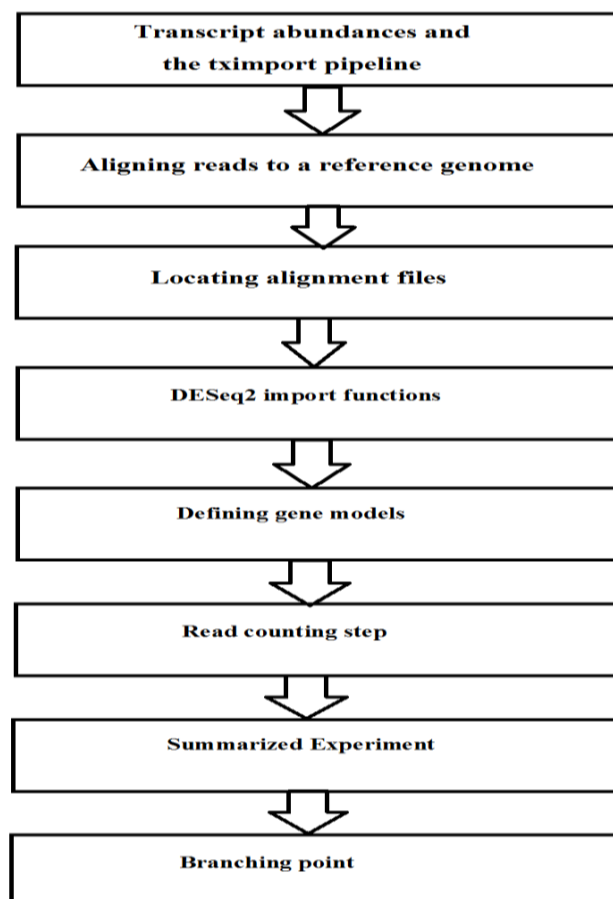 Transcript abundances and
the tximport pipeline
Aligning reads to a reference genome
Locating alignment files
DESeq2 import functions
Defining gene models
Read counting step
Summarized Experiment
Branching point